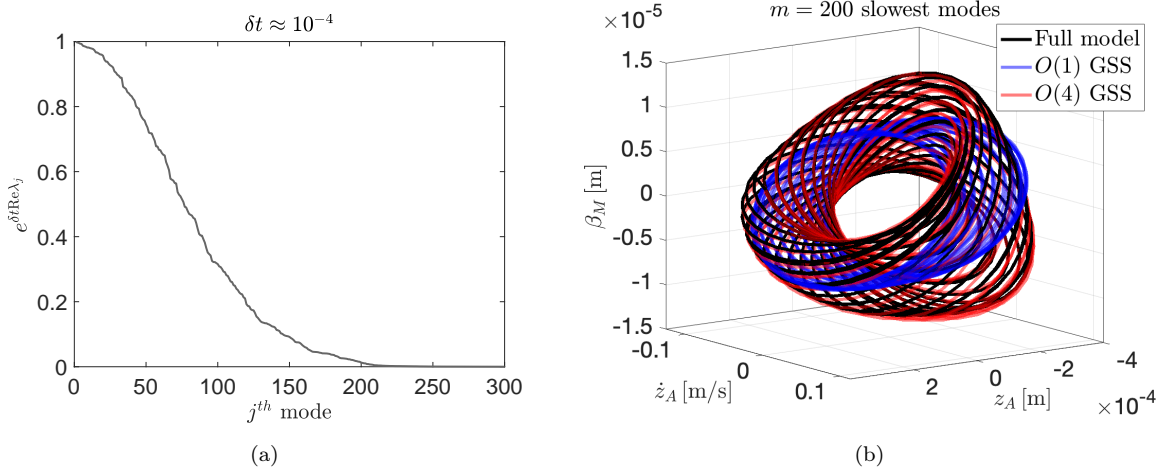 δt ≈ 10⁻⁴
1
0.8
0.6
0.4
0.2
0
e^{δtReλ_j}
0 50 100 150 200 250 300
j^{th} mode
(a)
m = 200 slowest modes
×10⁻⁵
Full model
O(1) GSS
O(4) GSS
1.5
1
0.5
0
-0.5
-1
-1.5
β_M [m]
-0.1
0
0.1
ż_A [m/s]
2 0 -2 -4
z_A [m]
×10⁻⁴
(b)